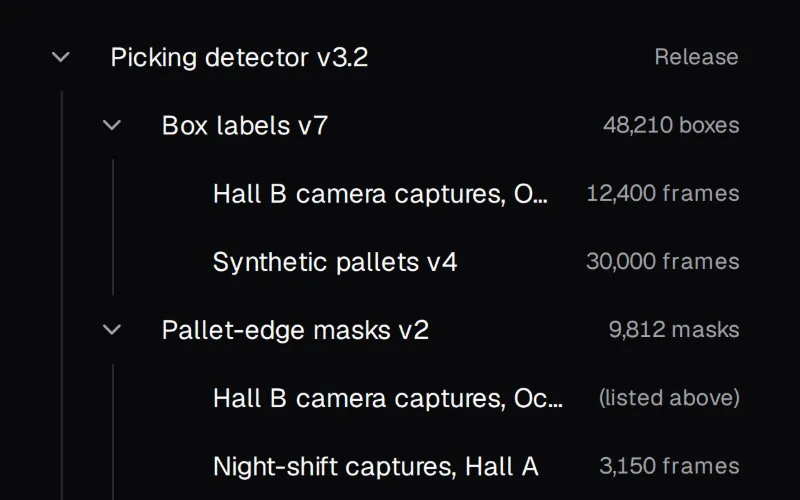 Picking detector v3.2 Release
Box labels v7 48,210 boxes
Hall B camera captures, O... 12,400 frames
Synthetic pallets v4 30,000 frames
Pallet-edge masks v2 9,812 masks
Hall B camera captures, Oc... (listed above)
Night-shift captures, Hall A 3,150 frames